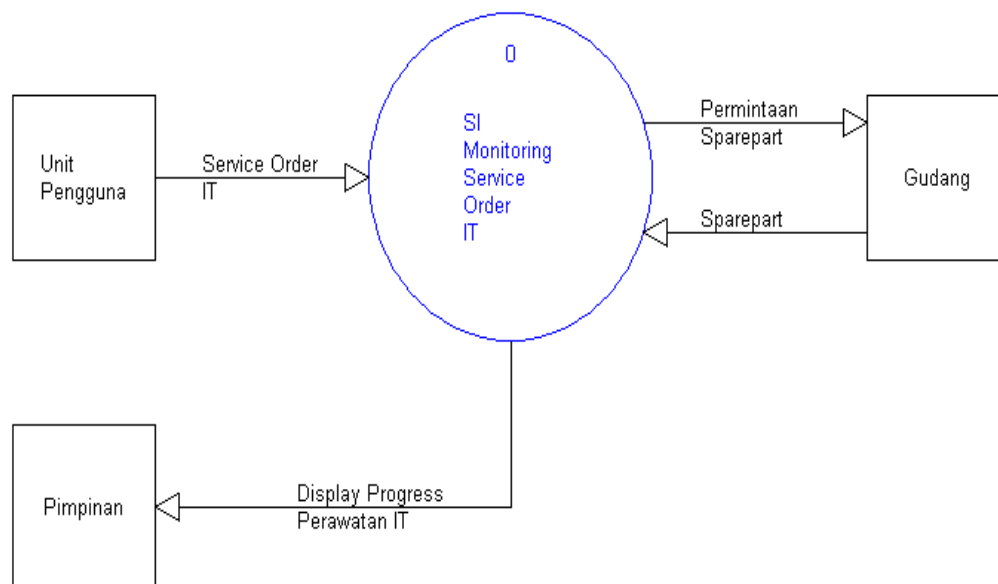 0
SI
Monitoring
Service
Order
IT
Unit
Pengguna
Service Order
IT
Permintaan
Sparepart
Gudang
Sparepart
Pimpinan
Display Progress
Perawatan IT